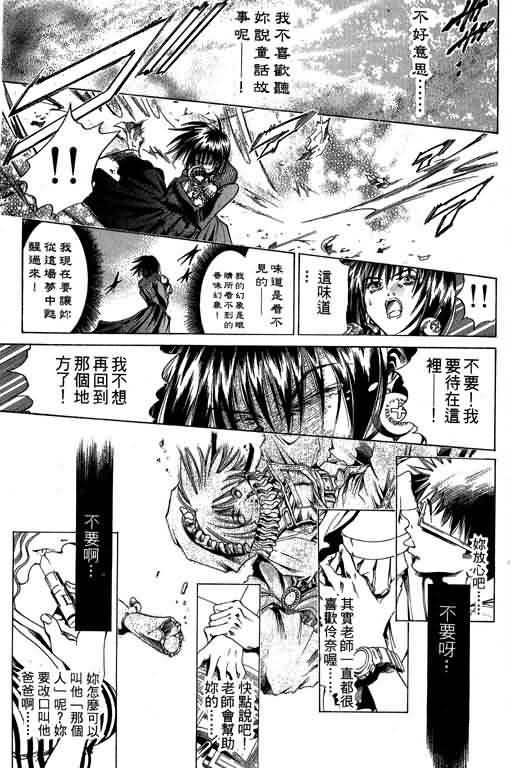 不好意思……
我不喜歡聽
妳說童話故
事呢——！
!!
!!
這味道
味道是看不
見的！
我的幻象是眼
睛所看不到的
香味幻象！
我現在要讓妳
從這場夢中甦
醒過來！
不要！我
要待在這
裡！
我不想
再回到
那個地
方了！
妳放心吧……
不要呀…
其實老師一直都很
喜歡伶奈喔……
快點說吧！
老師會幫助
妳的……
不要啊…
妳怎麼可以
叫他「那個
人」呢？妳
要改口叫他
爸爸啊……